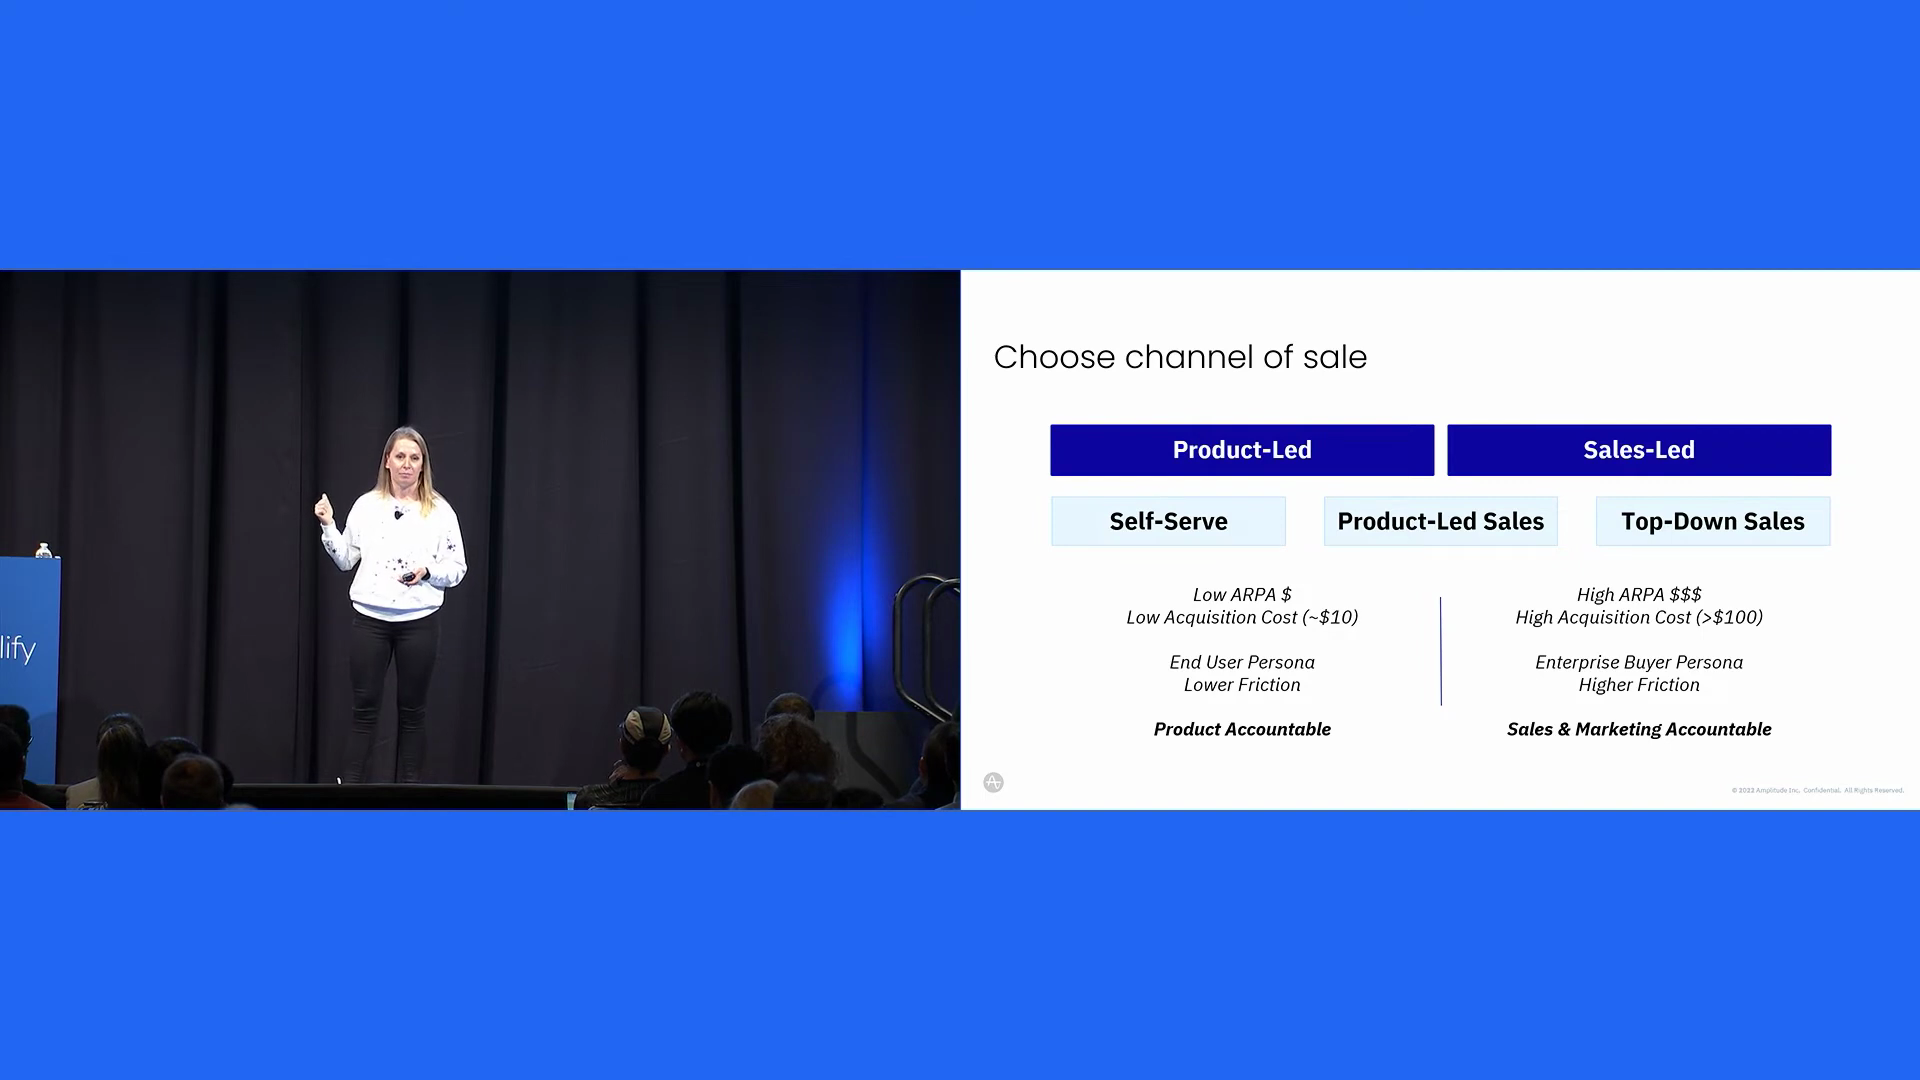 lify
Choose channel of sale
Product-Led
Sales-Led
Self-Serve
Product-Led Sales
Top-Down Sales
Low ARPA $
Low Acquisition Cost (~$10)
End User Persona
Lower Friction
Product Accountable
High ARPA $$$
High Acquisition Cost (>$100)
Enterprise Buyer Persona
Higher Friction
Sales & Marketing Accountable
© 2022 Amplitude Inc. Confidential. All Rights Reserved.